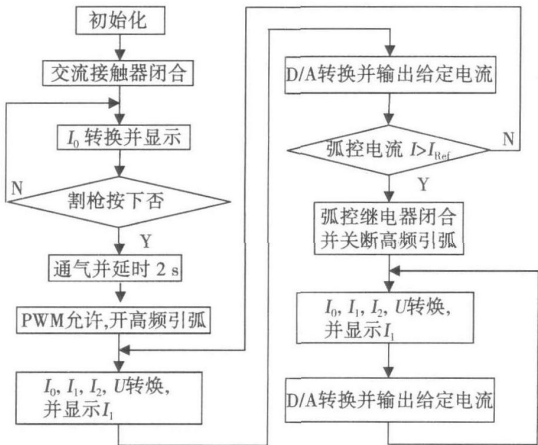 初始化
交流接触器闭合
I₀ 转换并显示
N
割枪按下否
Y
通气并延时 2 s
PWM允许,开高频引弧
I₀, I₁, I₂, U转焕,
并显示I₁
D/A转换并输出给定电流
弧控电流 I>I_Ref
N
Y
弧控继电器闭合
并关断高频引弧
I₀, I₁, I₂, U转焕,
并显示I₁
D/A转换并输出给定电流